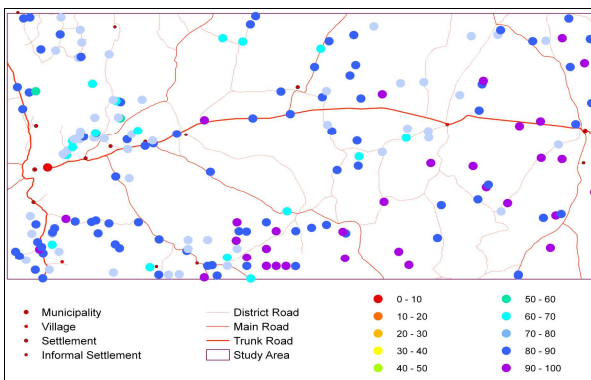 Municipality
Village
Settlement
Informal Settlement
District Road
Main Road
Trunk Road
Study Area
0 - 10
10 - 20
20 - 30
30 - 40
40 - 50
50 - 60
60 - 70
70 - 80
80 - 90
90 - 100